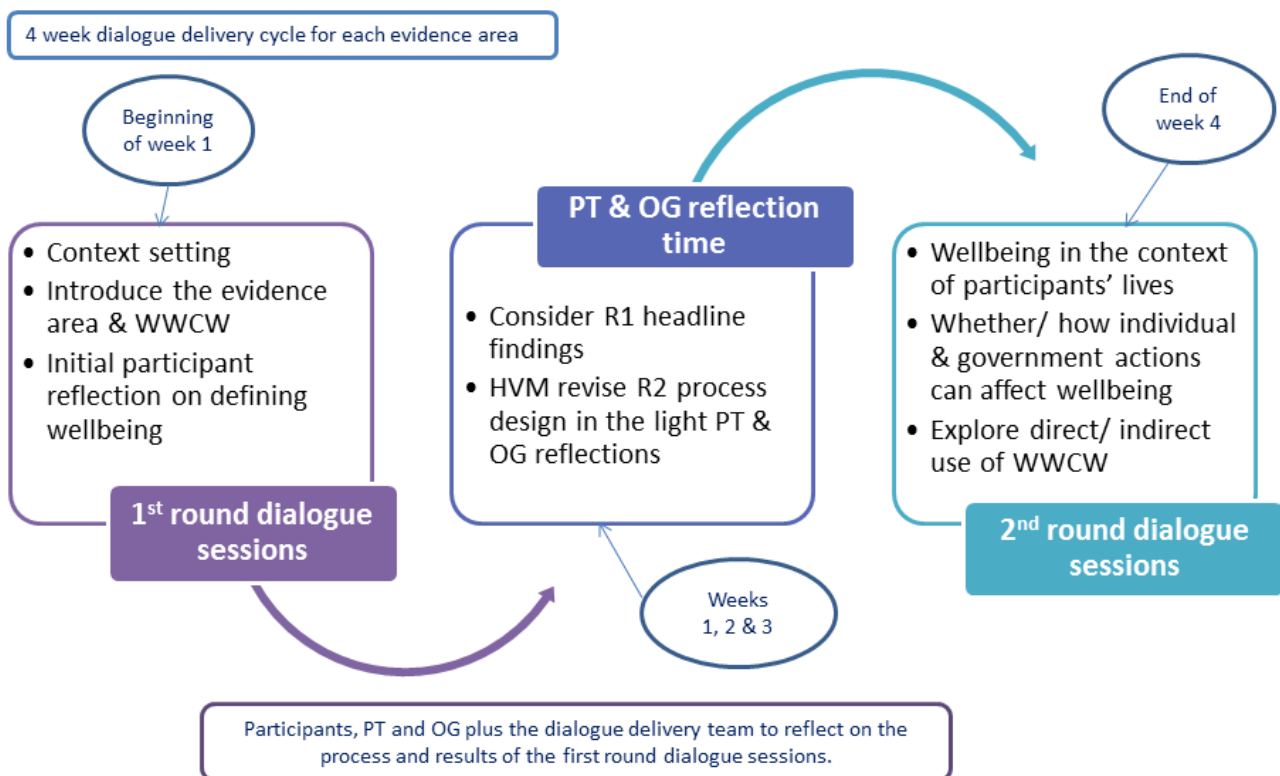 4 week dialogue delivery cycle for each evidence area
Beginning
of week 1
• Context setting
• Introduce the evidence
area & WWCW
• Initial participant
reflection on defining
wellbeing
1st round dialogue
sessions
PT & OG reflection
time
• Consider R1 headline
findings
• HVM revise R2 process
design in the light PT &
OG reflections
Weeks
1, 2 & 3
End of
week 4
• Wellbeing in the context
of participants’ lives
• Whether/ how individual
& government actions
can affect wellbeing
• Explore direct/ indirect
use of WWCW
2nd round dialogue
sessions
Participants, PT and OG plus the dialogue delivery team to reflect on the
process and results of the first round dialogue sessions.